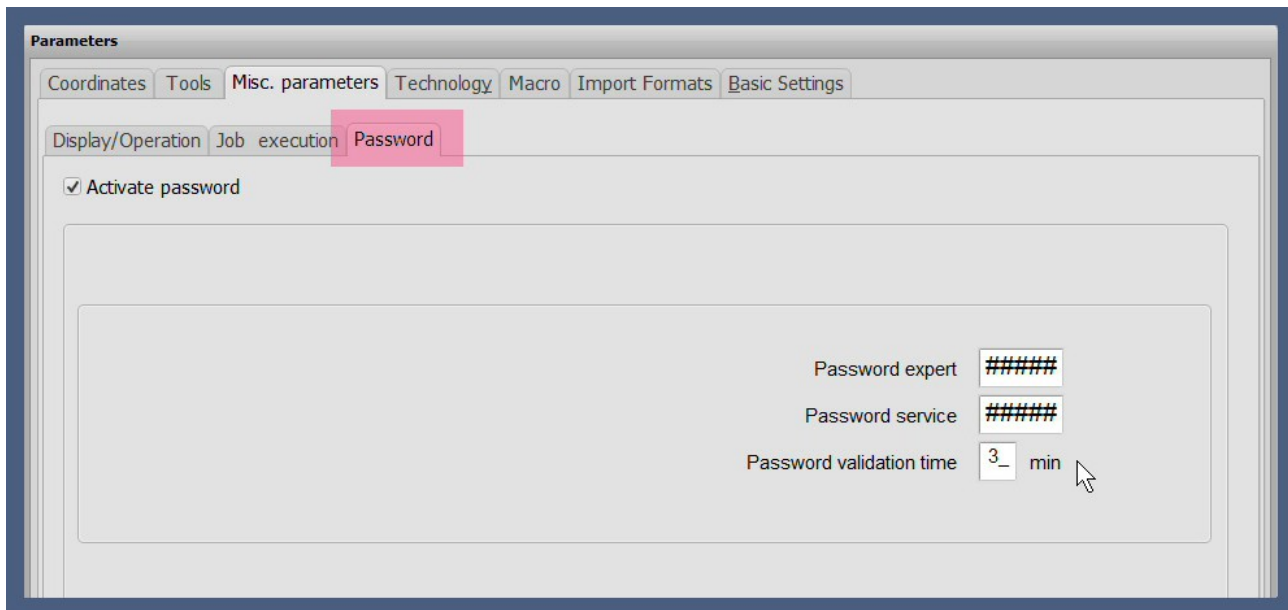 Parameters
Coordinates Tools Misc. parameters Technology Macro Import Formats Basic Settings
Display/Operation Job execution Password
Activate password
Password expert #####
Password service #####
Password validation time 3_ min